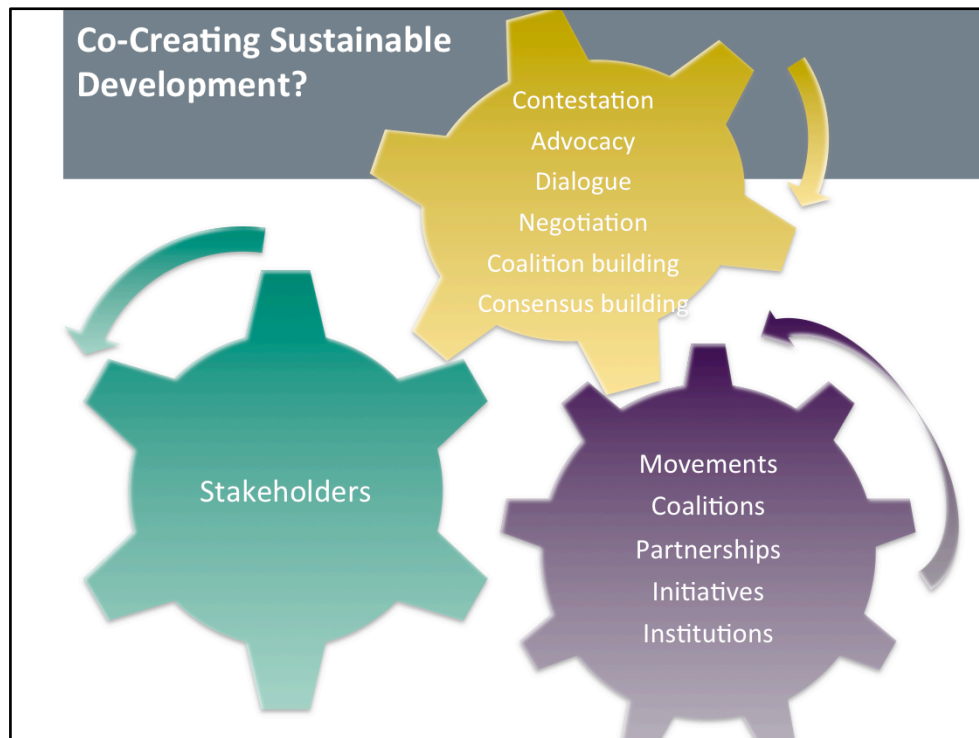 Co-Creating Sustainable
Development?
Contestation
Advocacy
Dialogue
Negotiation
Coalition building
Consensus building
Stakeholders
Movements
Coalitions
Partnerships
Initiatives
Institutions